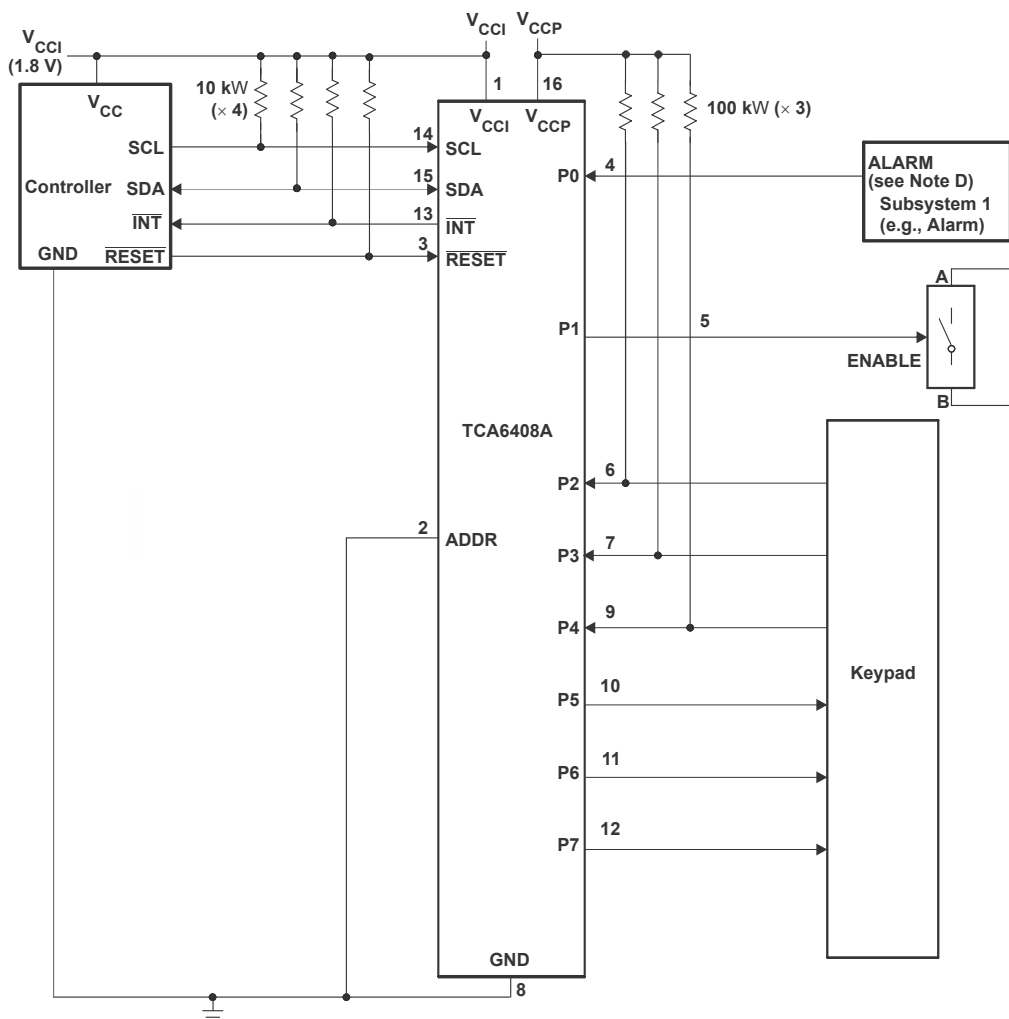 VCCI
(1.8 V)
VCCI
VCCP
10 kW
(× 4)
1
16
100 kW (× 3)
VCC
VCCI
VCCP
SCL
14
SCL
P0
4
ALARM
(see Note D)
Subsystem 1
(e.g., Alarm)
Controller
SDA
15
SDA
INT
13
INT
GND
RESET
3
RESET
A
P1
5
ENABLE
B
TCA6408A
P2
6
2
ADDR
P3
7
P4
9
Keypad
P5
10
P6
11
P7
12
GND
8